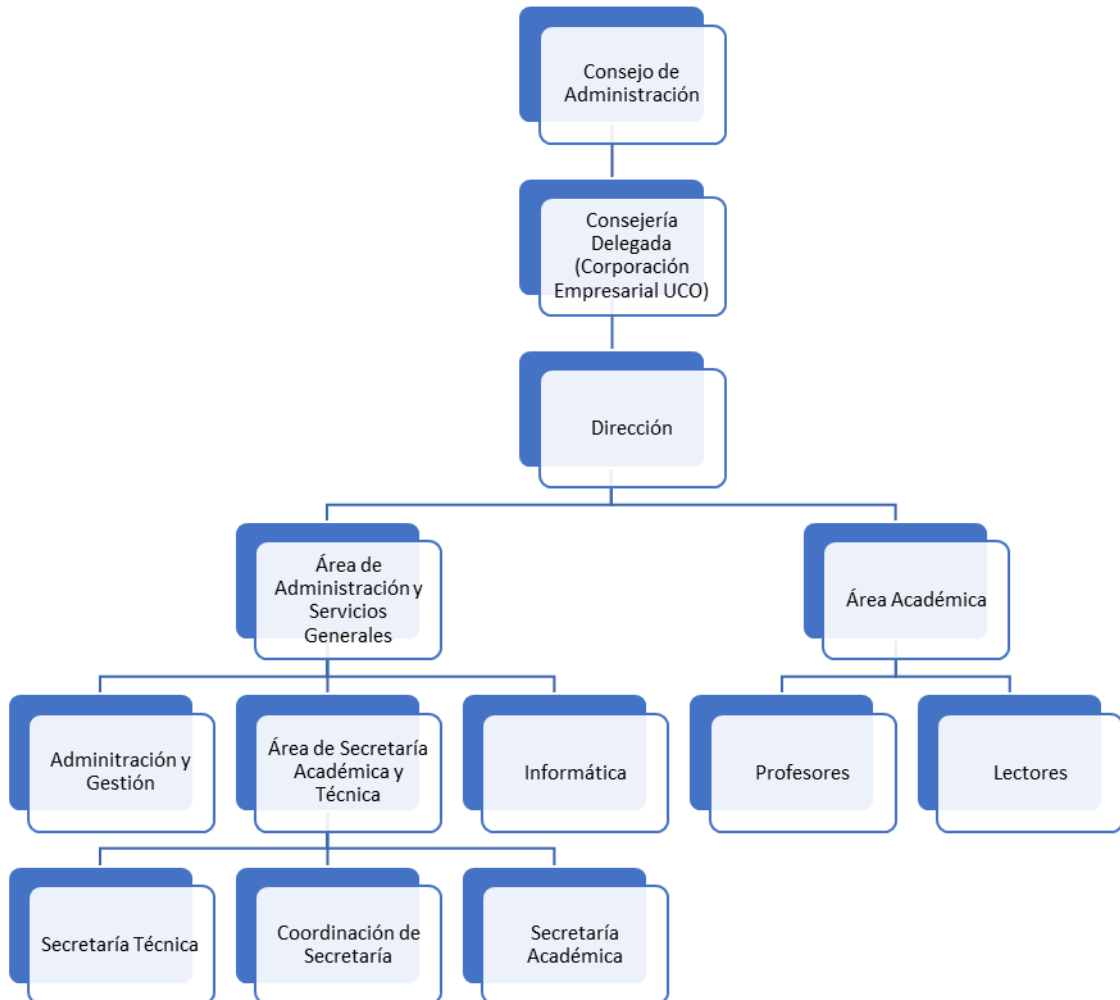 Consejo de
Administración
Consejería
Delegada
(Corporación
Empresarial UCO)
Dirección
Área de
Administración y
Servicios
Generales
Área Académica
Adminitración y
Gestión
Área de Secretaría
Académica y
Técnica
Informática
Profesores
Lectores
Secretaría Técnica
Coordinación de
Secretaría
Secretaría
Académica